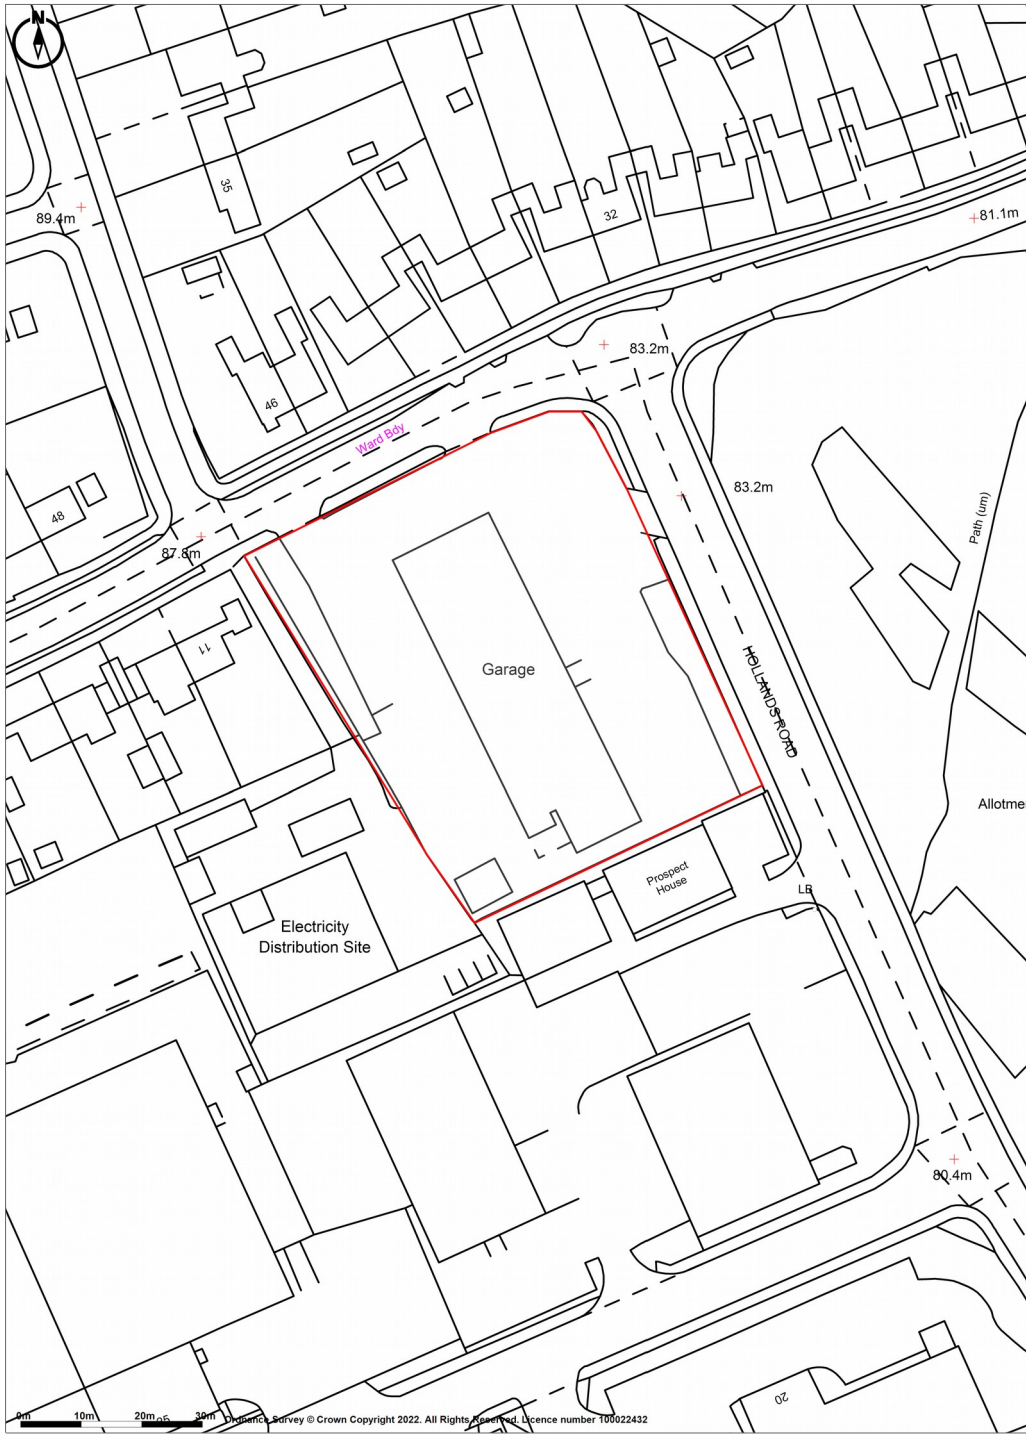 N
35
89.4m
32
81.1m
83.2m
46
Ward Bdy
83.2m
48
Path (um)
87.8m
11
Garage
HOLLANDS ROAD
Allotme
Prospect
House
LB
Electricity
Distribution Site
80.4m
20
0m 10m 20m 30m
Ordnance Survey © Crown Copyright 2022. All Rights Reserved. Licence number 100022432